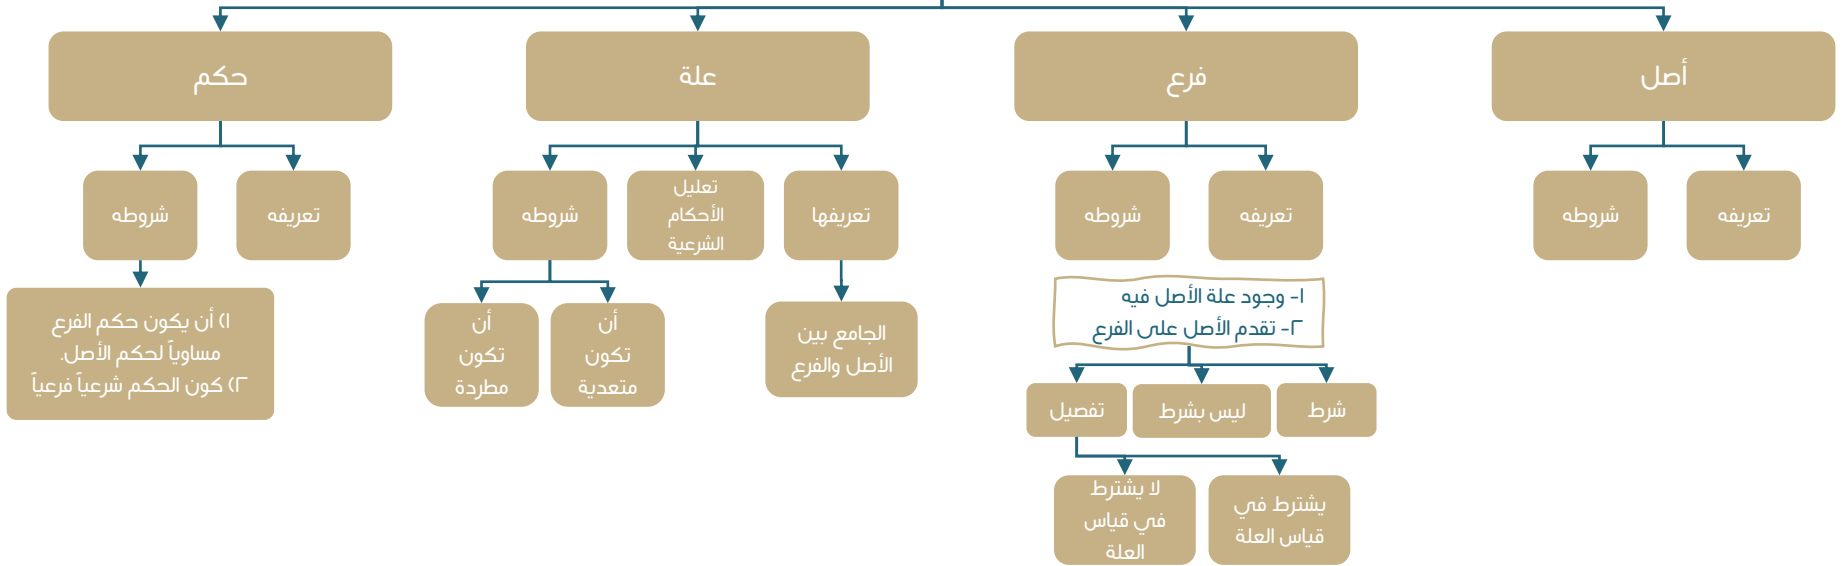 أصل
فرع
علة
حكم
تعريفه
شروطه
تعريفه
شروطه
تعريفها
تعليل
الأحكام
الشرعية
شروطه
تعريفه
شروطه
١- وجود علة الأصل فيه
٢- تقدم الأصل على الفرع
شرط
ليس بشرط
تفصيل
يشترط في
قياس العلة
لا يشترط
في قياس
العلة
الجامع بين
الأصل والفرع
أن
تكون
متعدية
أن
تكون
مطردة
١) أن يكون حكم الفرع
مساوياً لحكم الأصل.
٢) كون الحكم شرعياً فرعياً